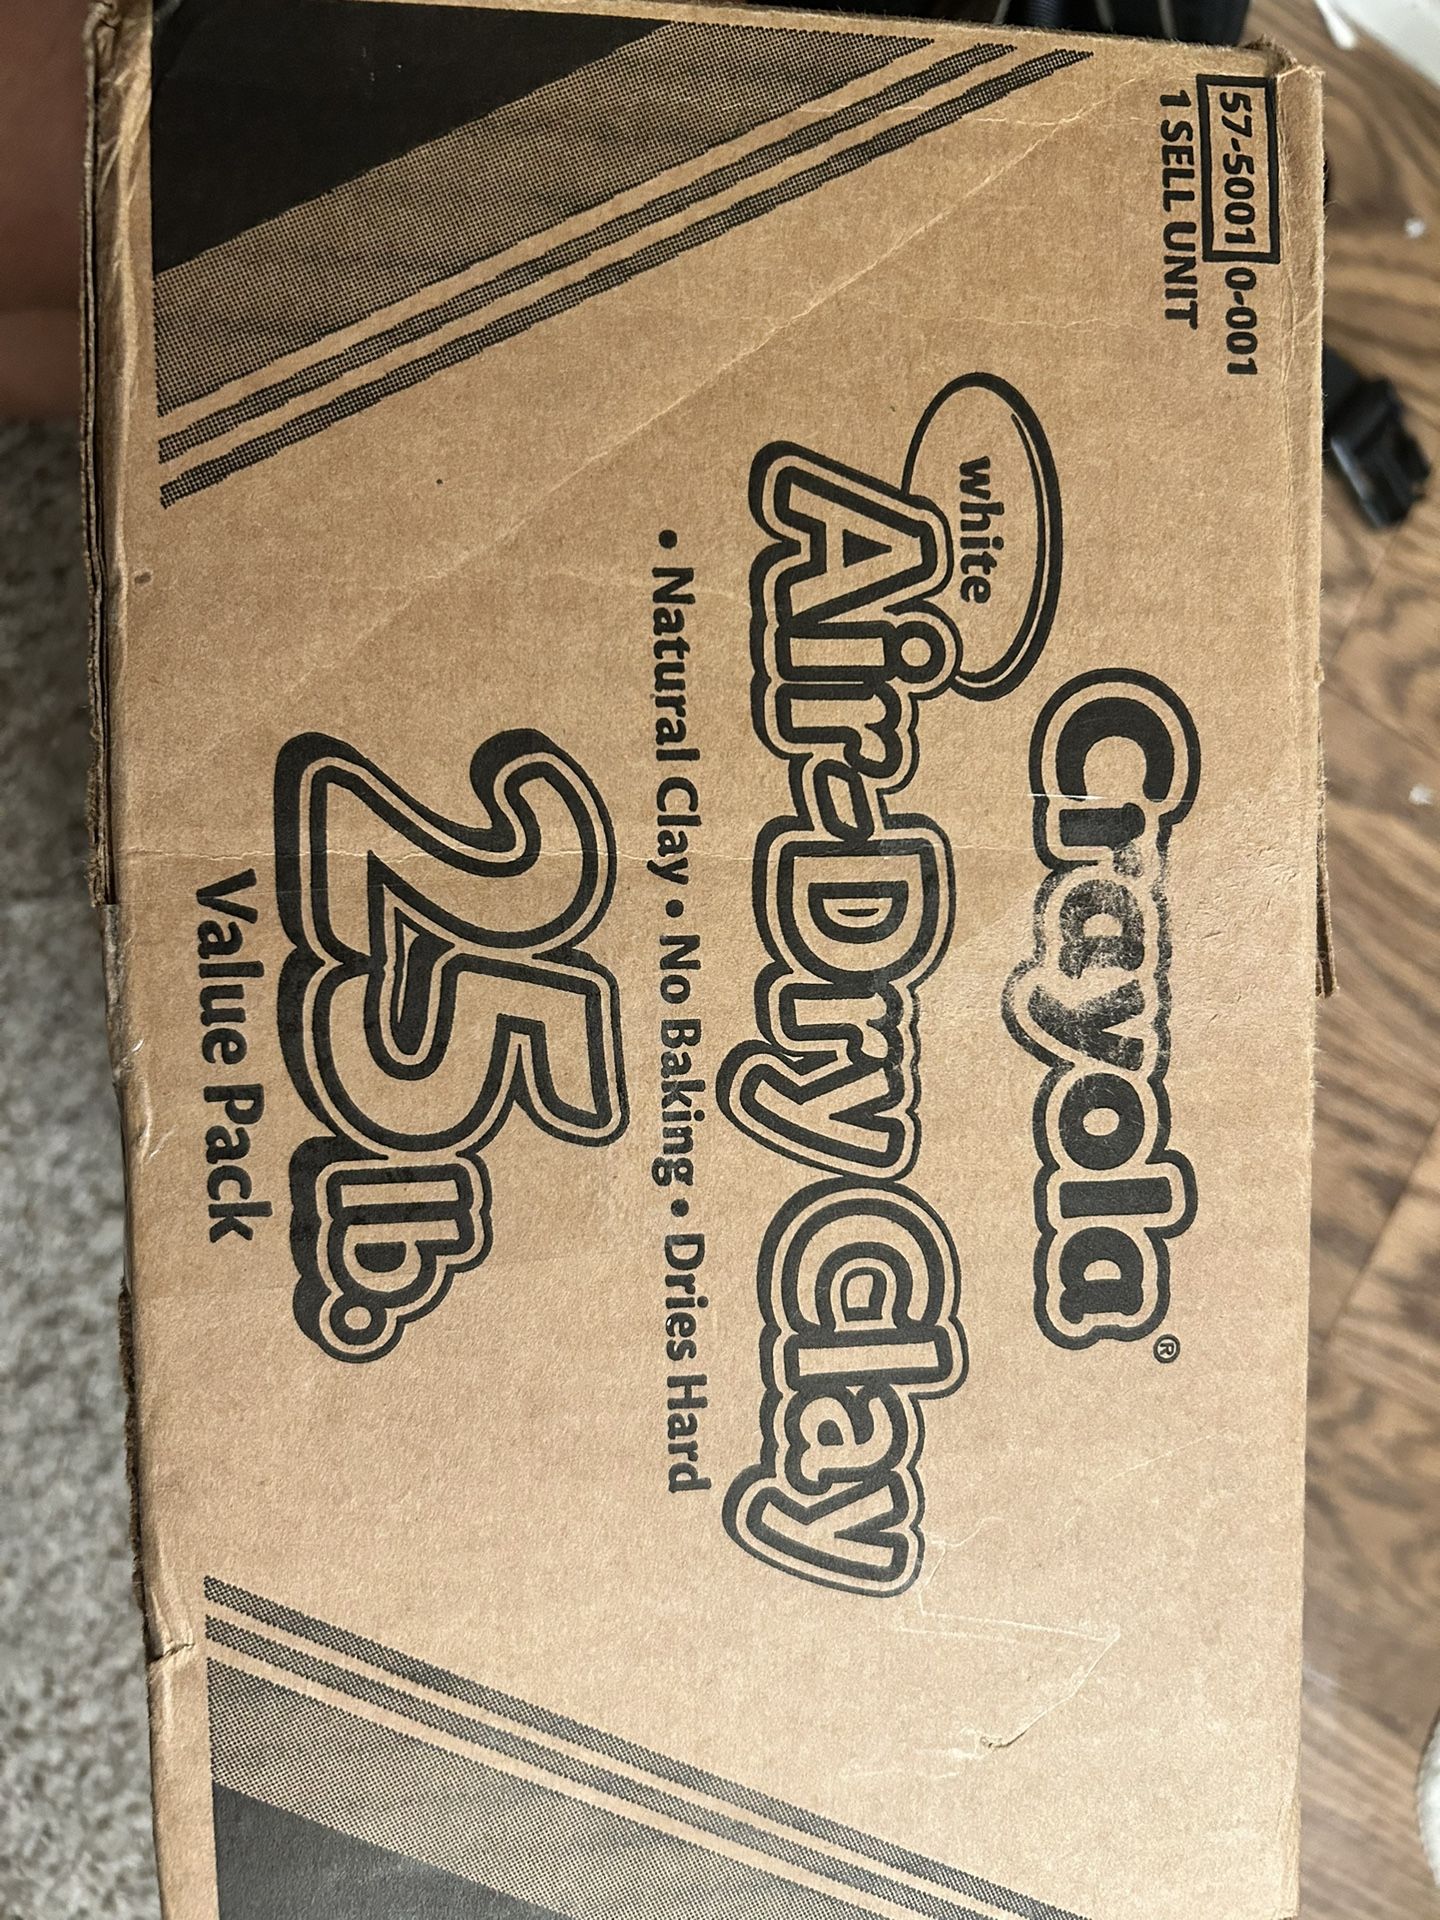 57-5001 0-001
1 SELL UNIT
Crayola®
white
Air-Dry Clay
• Natural Clay • No Baking • Dries Hard
25 lb.
Value Pack